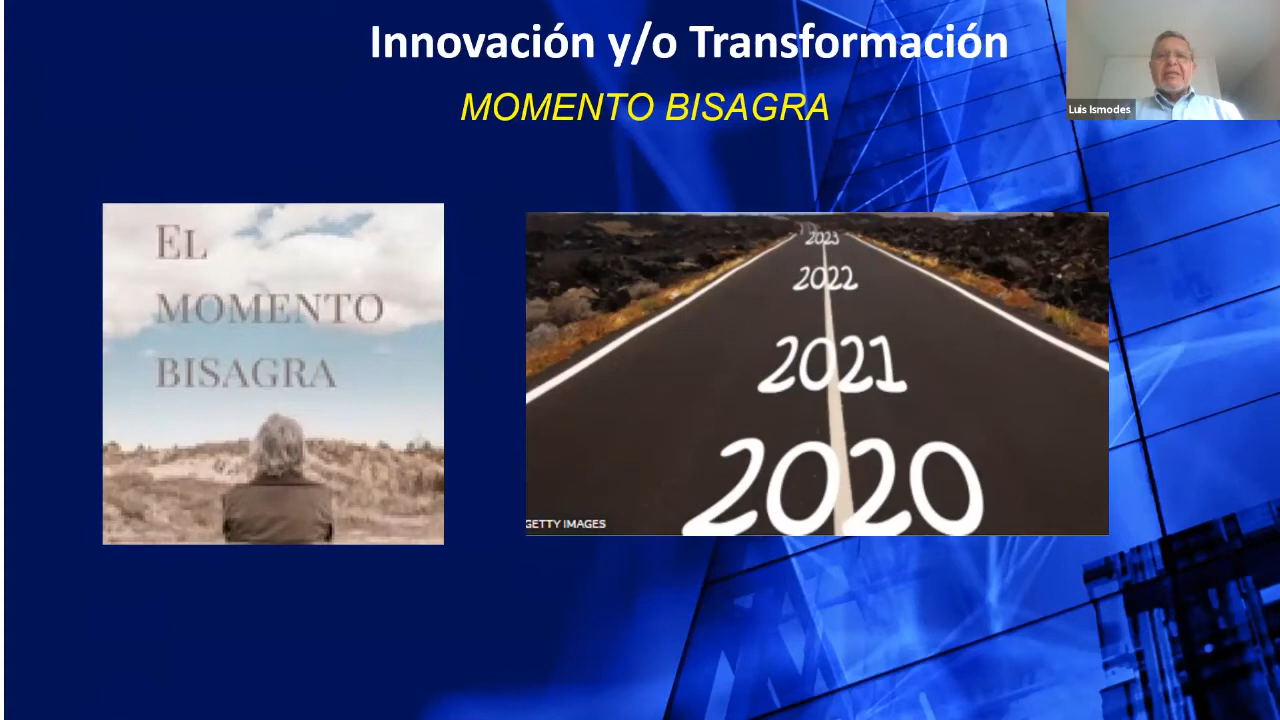 Innovación y/o Transformación
MOMENTO BISAGRA
Luis Ismodes
EL
MOMENTO
BISAGRA
2023
2022
2021
2020
GETTY IMAGES